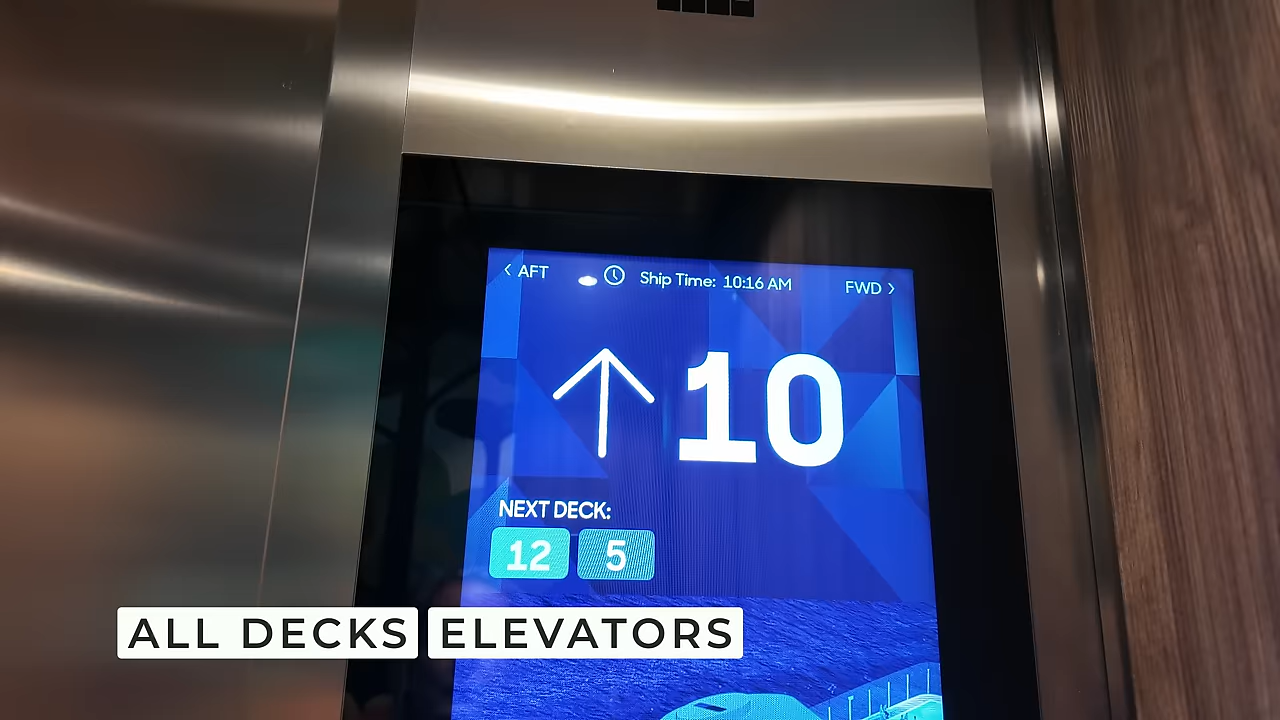 < AFT
Ship Time: 10:16 AM
FWD >
↑ 10
NEXT DECK:
12 5
ALL DECKS ELEVATORS